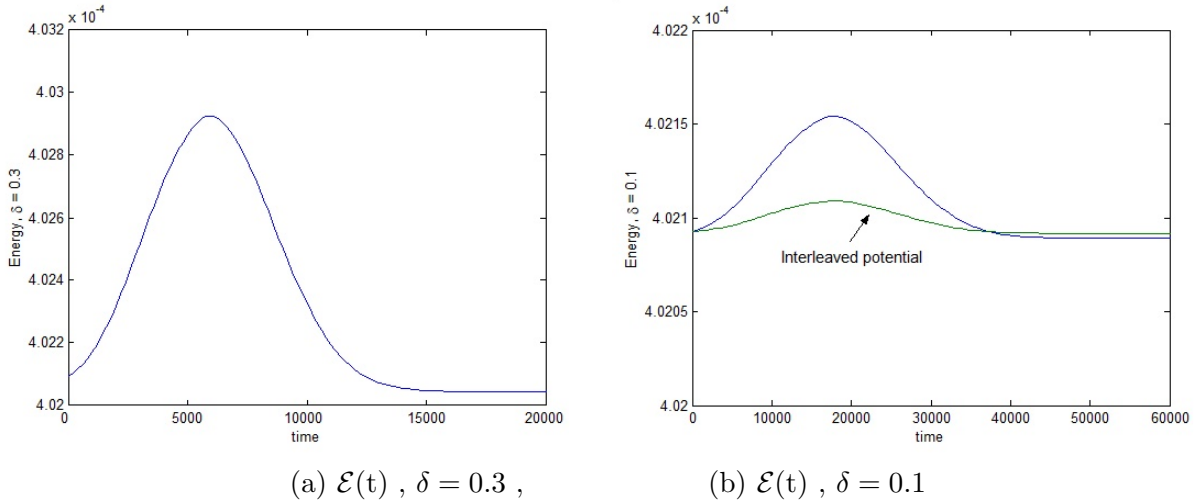 x 10⁻⁴
4.032
4.03
4.028
4.026
4.024
4.022
4.02
Energy, δ = 0.3
0
5000
10000
15000
20000
time
x 10⁻⁴
4.022
4.0215
4.021
4.0205
4.02
Energy, δ = 0.1
Interleaved potential
0
10000
20000
30000
40000
50000
60000
time
(a) ℰ(t) , δ = 0.3 ,
(b) ℰ(t) , δ = 0.1